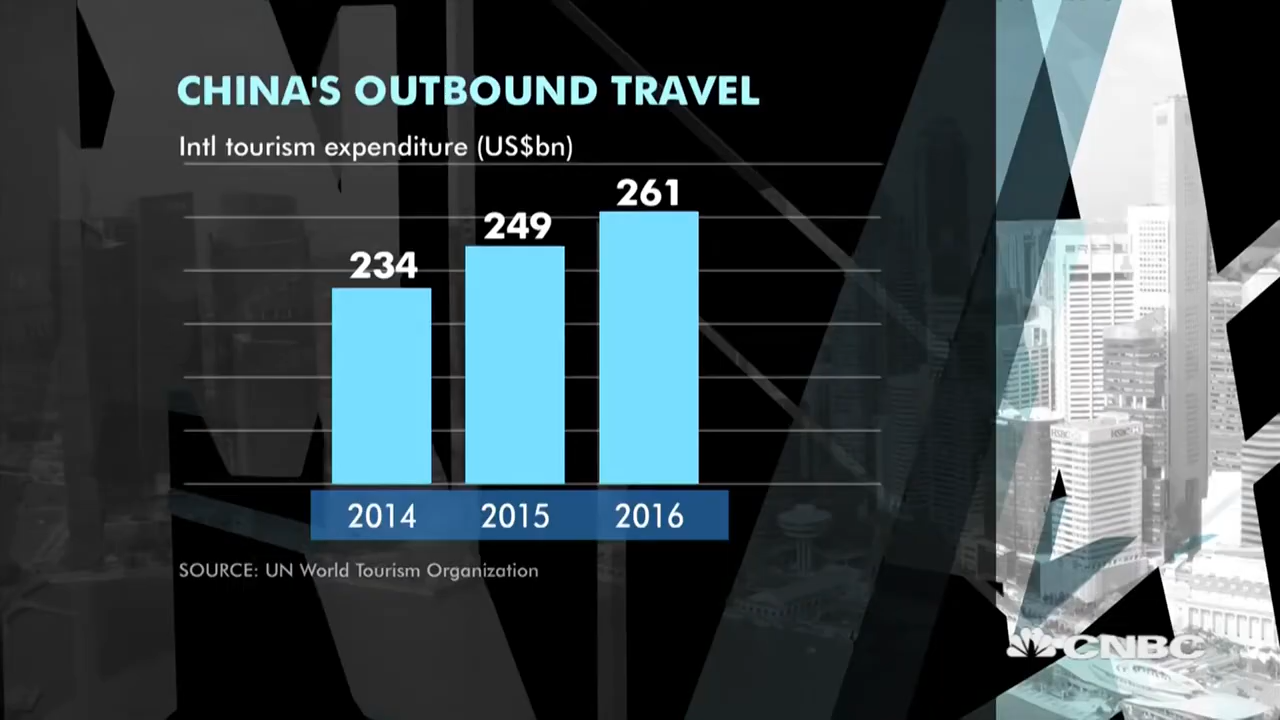 CHINA'S OUTBOUND TRAVEL
Intl tourism expenditure (US$bn)
234
249
261
2014
2015
2016
SOURCE: UN World Tourism Organization
HSBC
CNBC